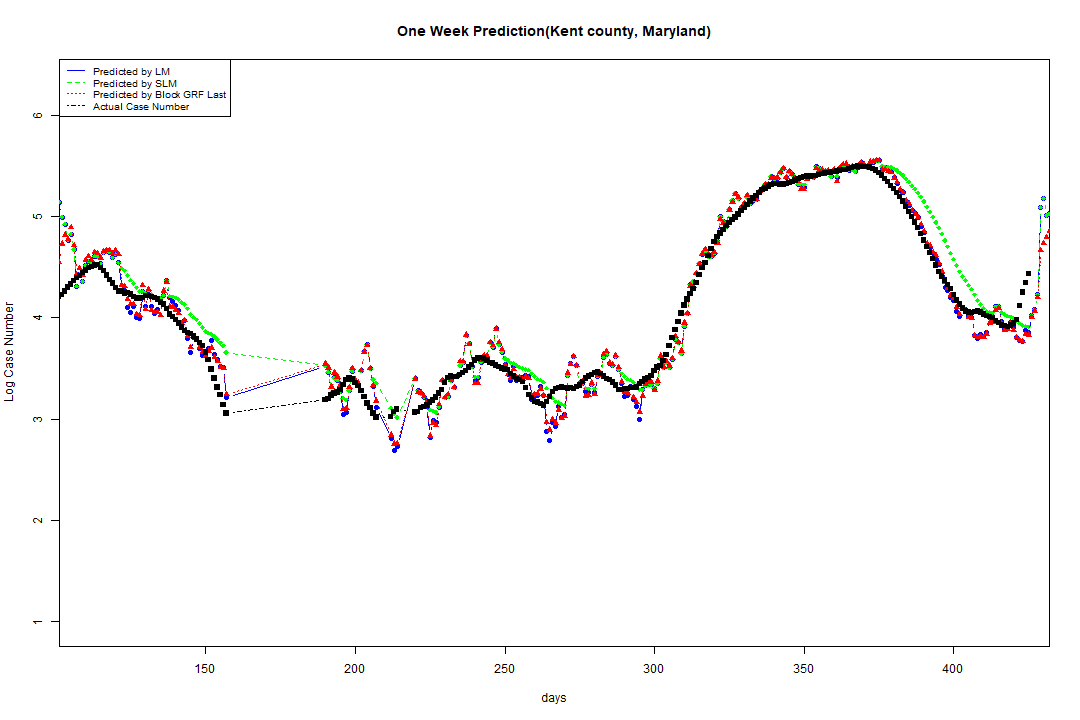 One Week Prediction(Kent county, Maryland)
Predicted by LM
Predicted by SLM
Predicted by Block GRF Last
Actual Case Number
Log Case Number
6
5
4
3
2
1
150 200 250 300 350 400
days